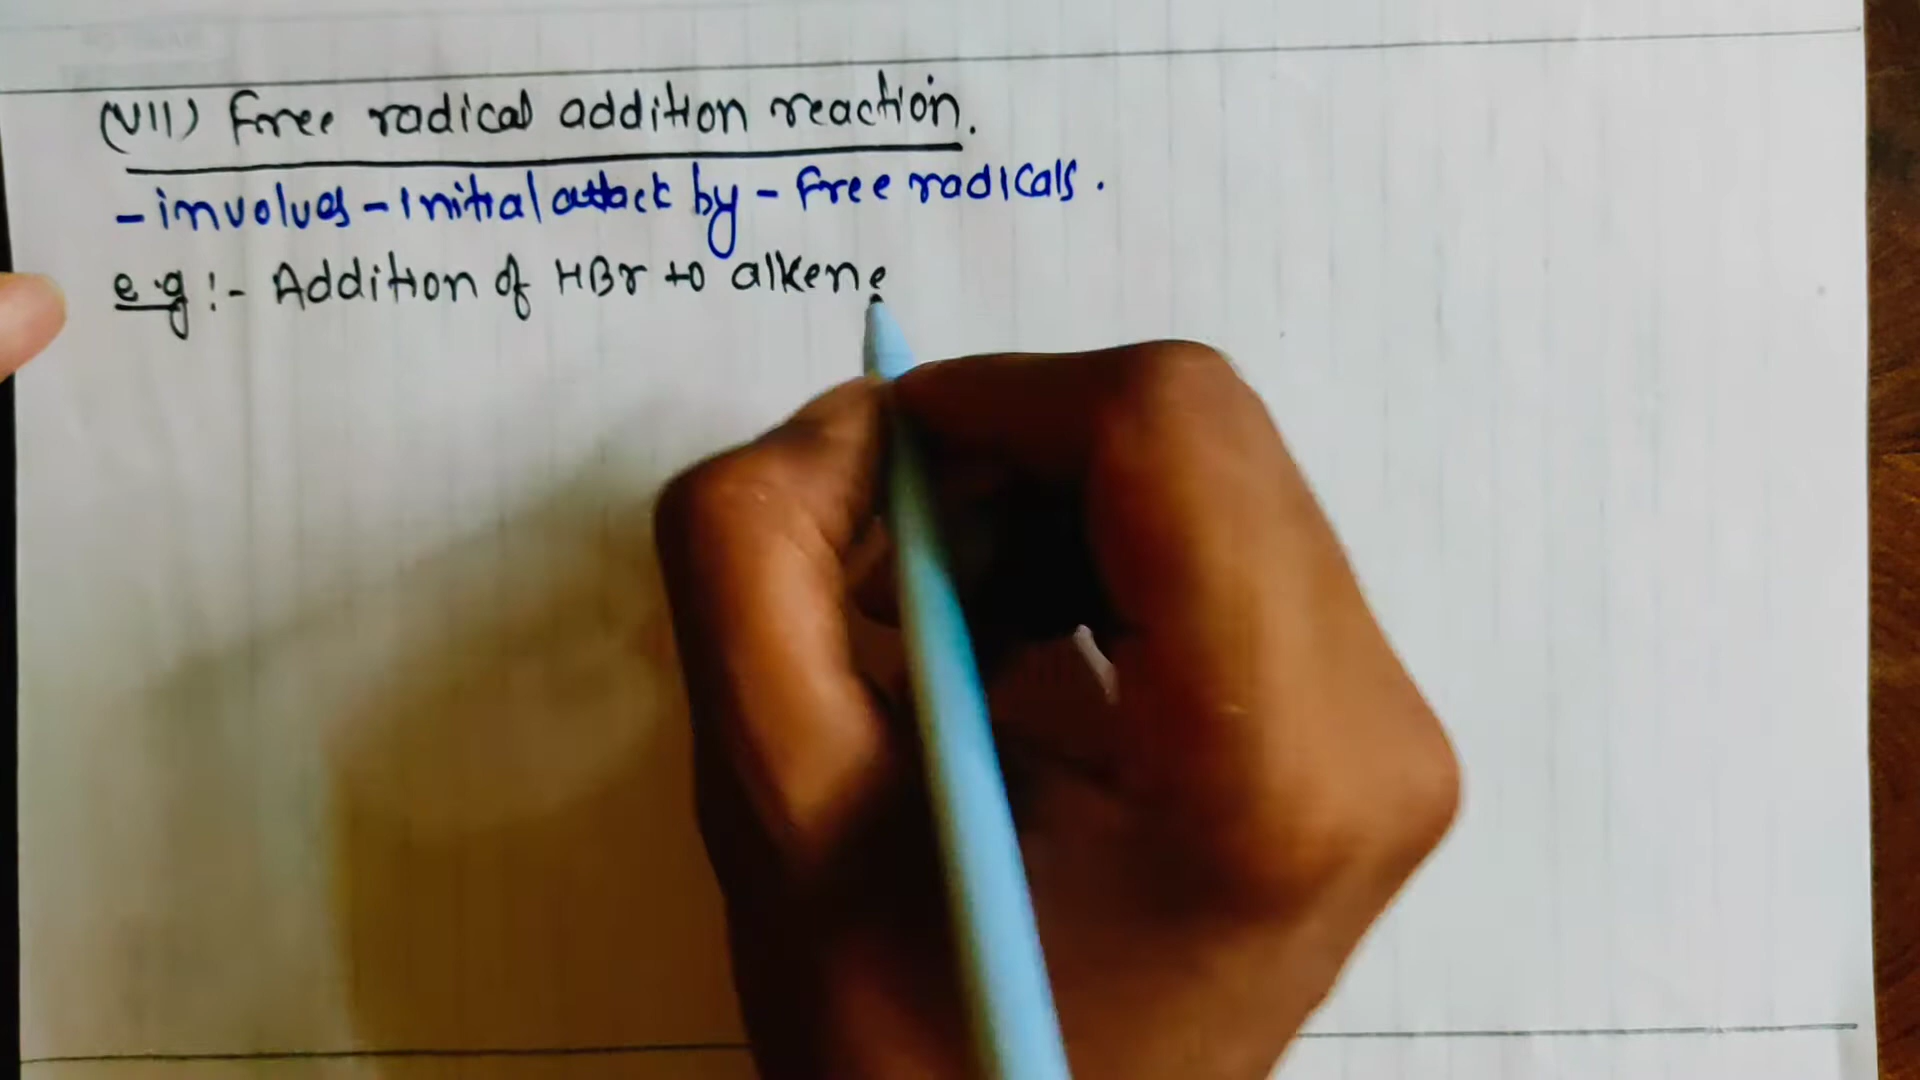 (VII) Free radical addition reaction.
- involves - Initial attack by - Free radicals.
e.g :- Addition of HBr to alkene